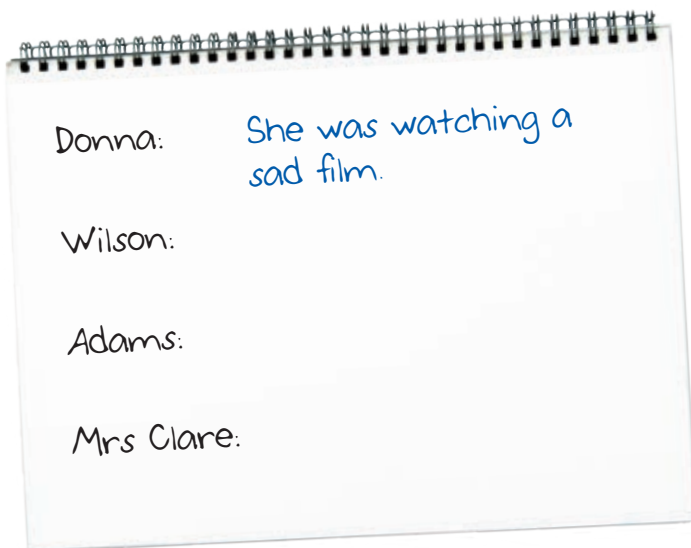 Donna: She was watching a
sad film.
Wilson:
Adams:
Mrs Clare: